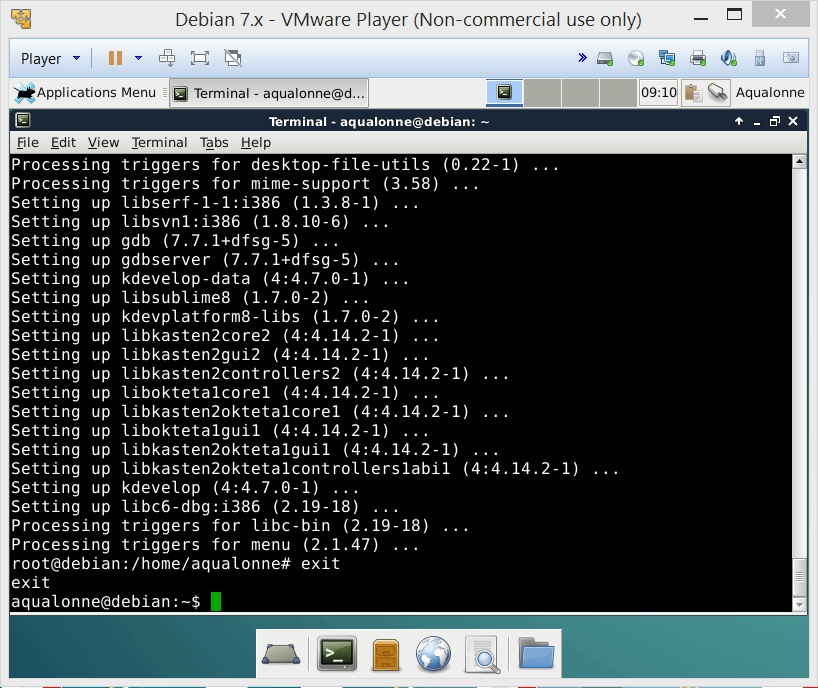 Debian 7.x - VMware Player (Non-commercial use only)
Player
Applications Menu
Terminal - aqualonne@d...
09:10
Aqualonne
Terminal - aqualonne@debian: ~
File Edit View Terminal Tabs Help
Processing triggers for desktop-file-utils (0.22-1) ...
Processing triggers for mime-support (3.58) ...
Setting up libserf-1-1:i386 (1.3.8-1) ...
Setting up libsvn1:i386 (1.8.10-6) ...
Setting up gdb (7.7.1+dfsg-5) ...
Setting up gdbserver (7.7.1+dfsg-5) ...
Setting up kdevelop-data (4:4.7.0-1) ...
Setting up libsublime8 (1.7.0-2) ...
Setting up kdevplatform8-libs (1.7.0-2) ...
Setting up libkasten2core2 (4:4.14.2-1) ...
Setting up libkasten2gui2 (4:4.14.2-1) ...
Setting up libkasten2controllers2 (4:4.14.2-1) ...
Setting up libokteta1core1 (4:4.14.2-1) ...
Setting up libkasten2okteta1core1 (4:4.14.2-1) ...
Setting up libokteta1gui1 (4:4.14.2-1) ...
Setting up libkasten2okteta1gui1 (4:4.14.2-1) ...
Setting up libkasten2okteta1controllers1abi1 (4:4.14.2-1) ...
Setting up kdevelop (4:4.7.0-1) ...
Setting up libc6-dbg:i386 (2.19-18) ...
Processing triggers for libc-bin (2.19-18) ...
Processing triggers for menu (2.1.47) ...
root@debian:/home/aqualonne# exit
exit
aqualonne@debian:~$